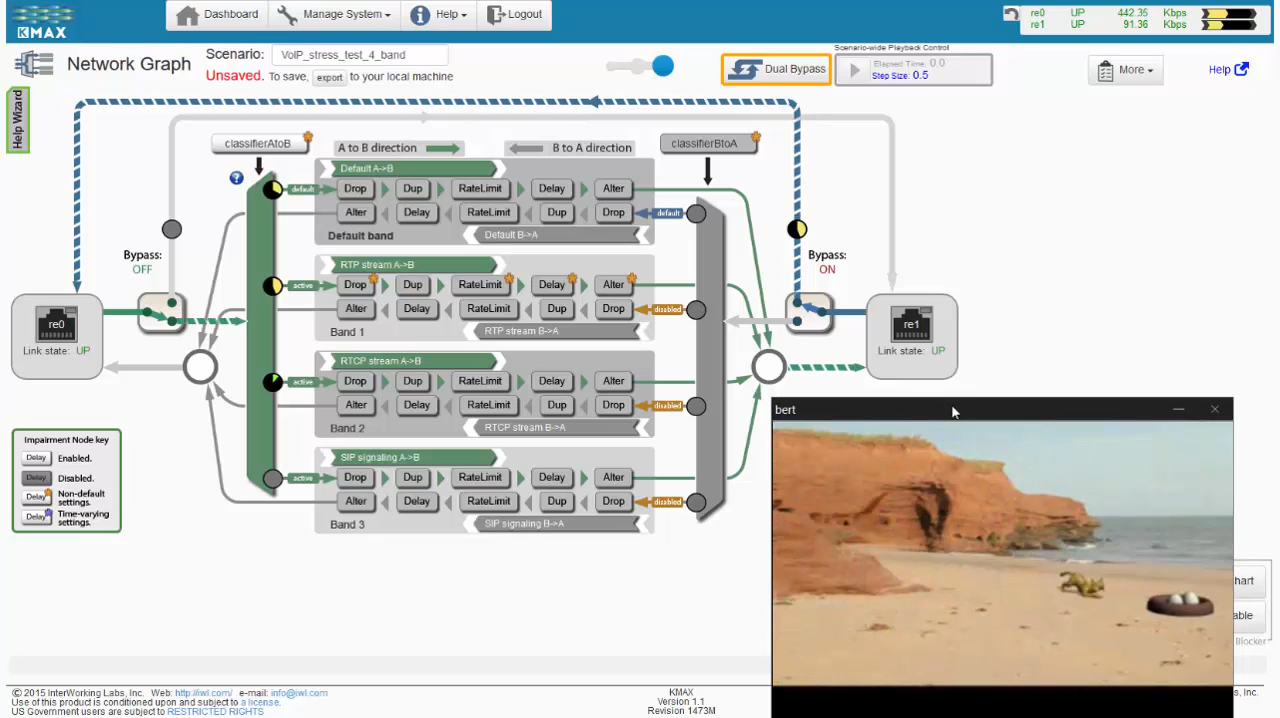 KMAX
Dashboard
Manage System
Help
Logout
re0 UP 442.35 Kbps
re1 UP 91.36 Kbps
Network Graph
Scenario: VoIP_stress_test_4_band
Unsaved. To save, export to your local machine
Dual Bypass
Scenario-wide Playback Control
Elapsed Time: 0.0
Step Size: 0.5
More
Help
Help Wizard
classifierAtoB
A to B direction
B to A direction
classifierBtoA
Default A->B
default Drop Dup RateLimit Delay Alter
Alter Delay RateLimit Dup Drop default
Default band
Default B->A
Bypass:
OFF
Bypass:
ON
RTP stream A->B
active Drop Dup RateLimit Delay Alter
Alter Delay RateLimit Dup Drop disabled
Band 1
RTP stream B->A
re0
Link state: UP
re1
Link state: UP
RTCP stream A->B
active Drop Dup RateLimit Delay Alter
Alter Delay RateLimit Dup Drop disabled
Band 2
RTCP stream B->A
SIP signaling A->B
active Drop Dup RateLimit Delay Alter
Alter Delay RateLimit Dup Drop disabled
Band 3
SIP signaling B->A
Impairment Node key
Delay Enabled.
Delay Disabled.
Delay Non-default settings.
Delay Time-varying settings.
bert
hart
able
Blocker
© 2015 InterWorking Labs, Inc. Web: http://iwl.com/ e-mail: info@iwl.com
Use of this product is conditioned upon and subject to a license.
US Government users are subject to RESTRICTED RIGHTS
KMAX
Version 1.1
Revision 1473M
s, Inc.